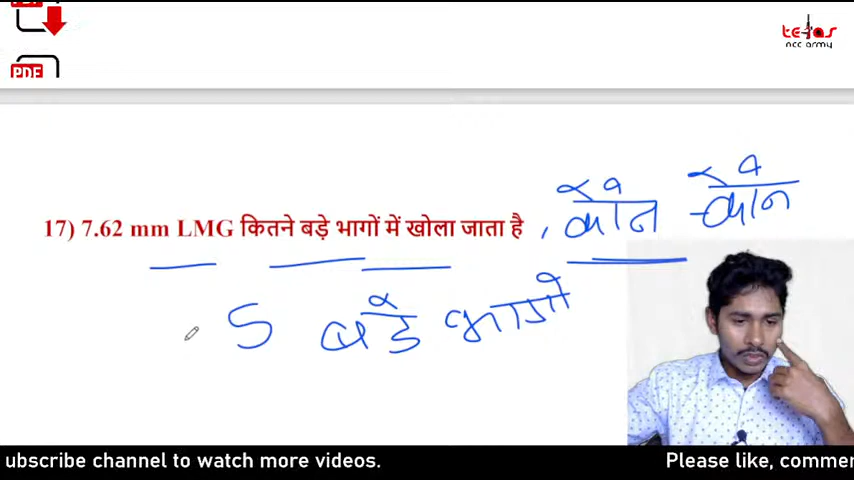 PDF
tejas
ncc army
PDF
17) 7.62 mm LMG कितने बड़े भागों में खोला जाता है , कौन - कौन
5 बड़े भागो
ubscribe channel to watch more videos. Please like, commer